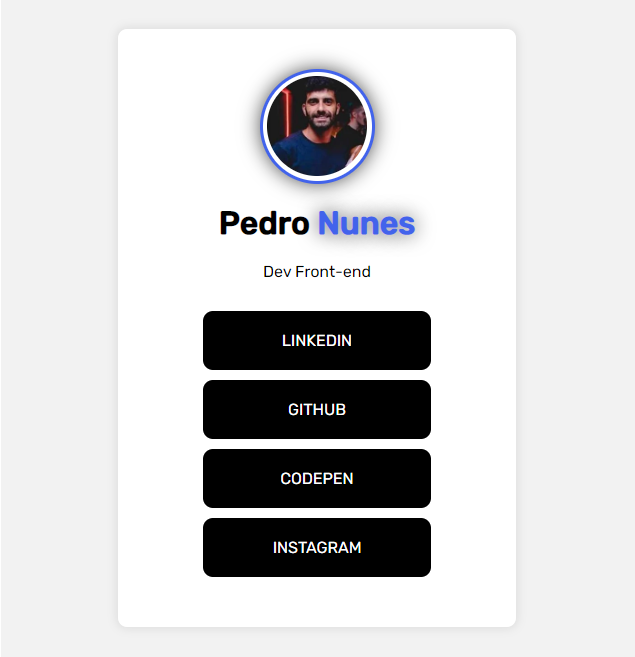 Pedro Nunes
Dev Front-end
LINKEDIN
GITHUB
CODEPEN
INSTAGRAM